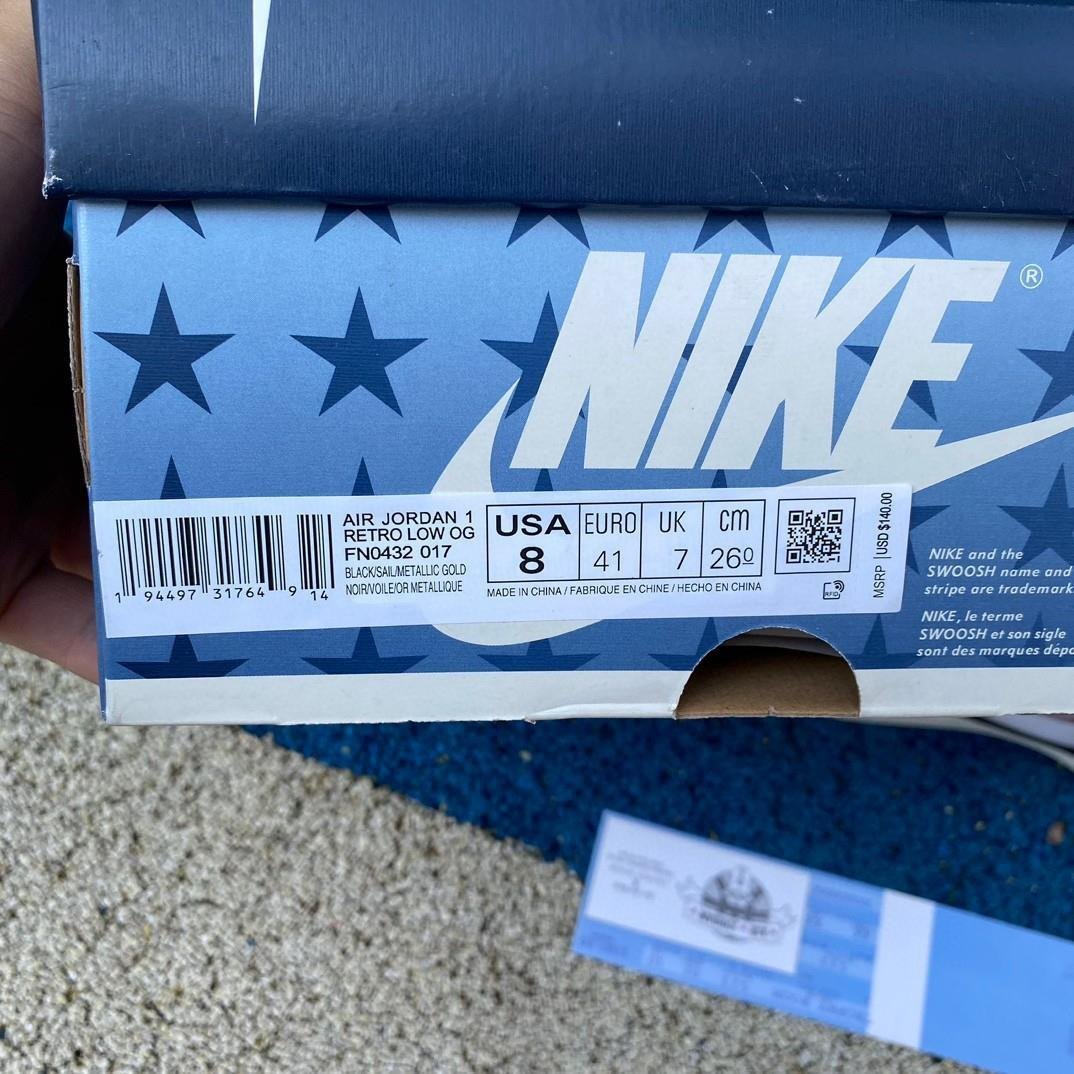 NIKE®
AIR JORDAN 1
RETRO LOW OG
FN0432 017
BLACK/SAIL/METALLIC GOLD
NOIR/VOILE/OR METALLIQUE
1 94497 31764 9 14
USA EURO UK cm
8 41 7 26⁰
MADE IN CHINA / FABRIQUE EN CHINE / HECHO EN CHINA
RFID
MSRP |USD $140.00
NIKE and the
SWOOSH name and
stripe are trademark
NIKE, le terme
SWOOSH et son sigle
sont des marques dépo